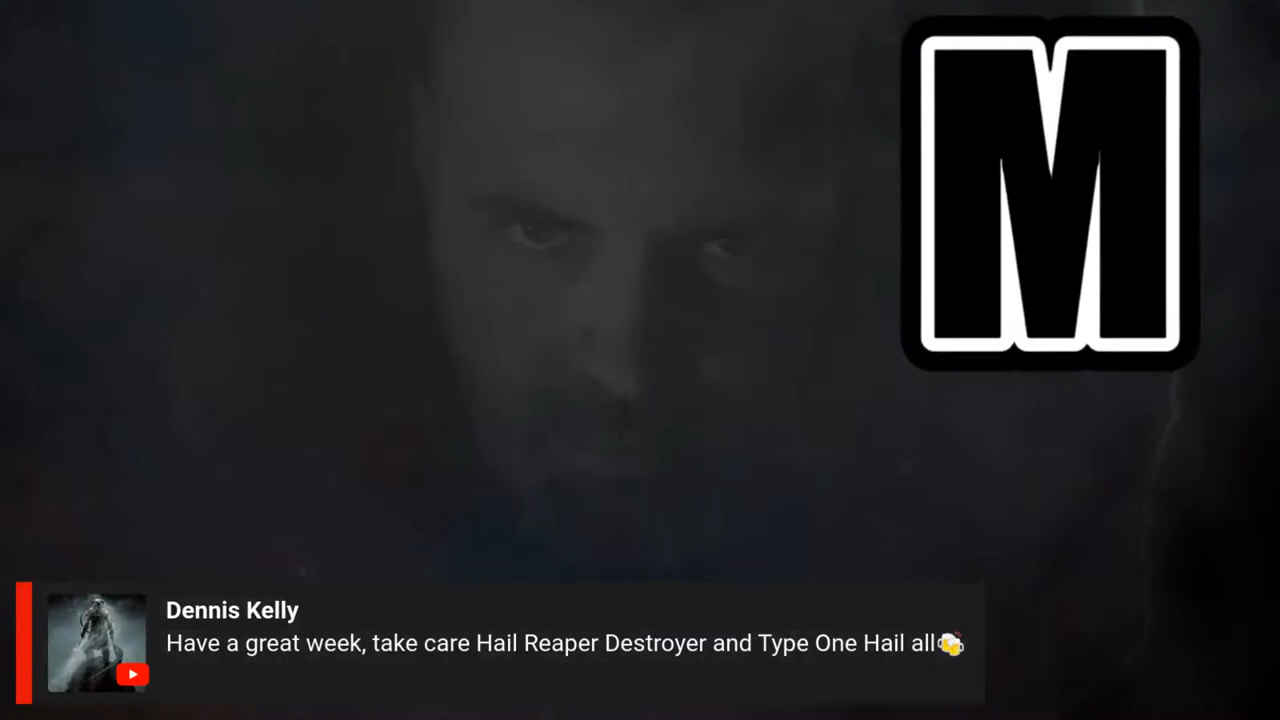 M
Dennis Kelly
Have a great week, take care Hail Reaper Destroyer and Type One Hail all🍻